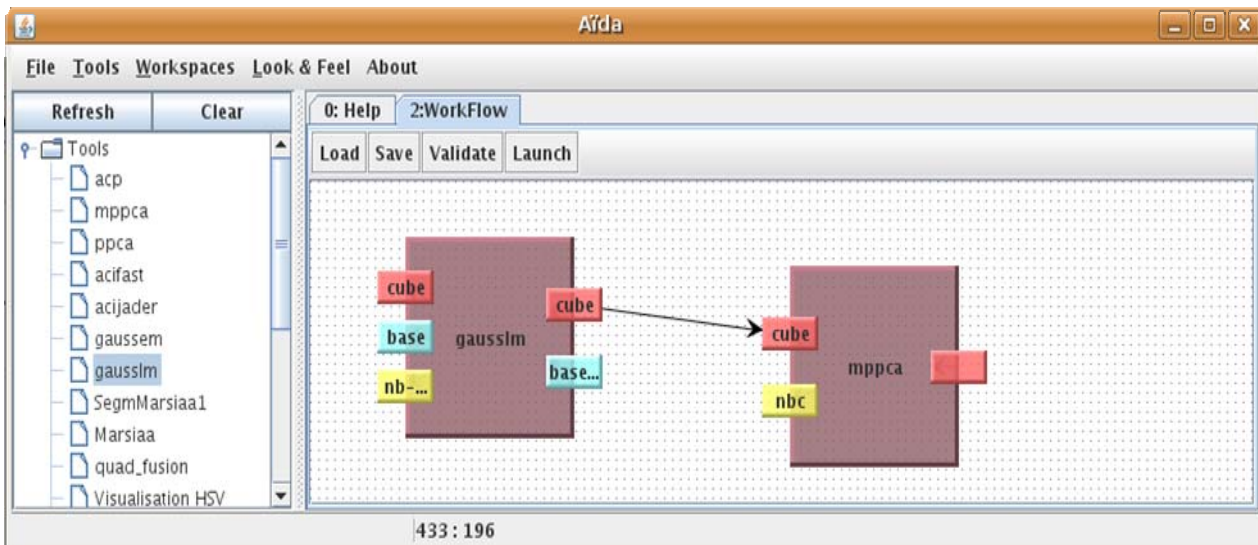 Aïda
File Tools Workspaces Look & Feel About
Refresh Clear
0: Help 2:WorkFlow
Load Save Validate Launch
Tools
acp
mppca
ppca
acifast
acijader
gaussem
gausslm
SegmMarsiaa1
Marsiaa
quad_fusion
Visualisation HSV
cube
base
nb-...
gausslm
cube
base...
cube
nbc
mppca
433 : 196